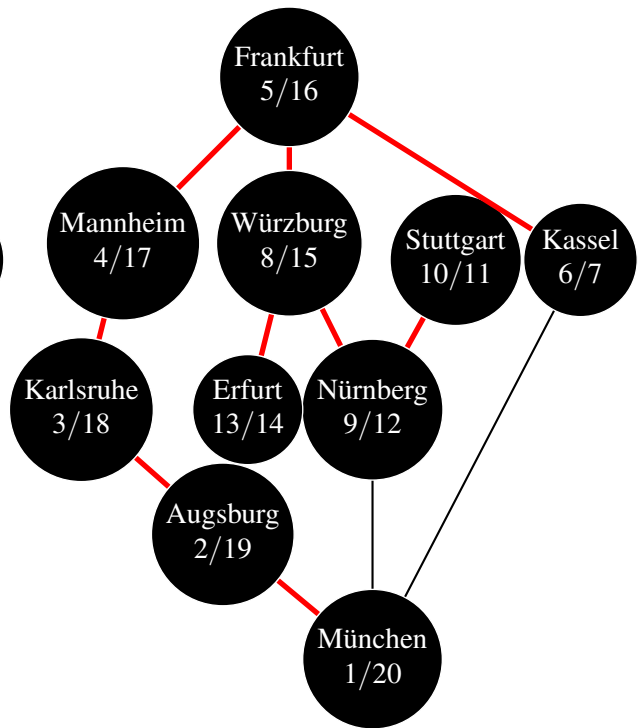 Frankfurt
5/16
Mannheim
4/17
Würzburg
8/15
Stuttgart
10/11
Kassel
6/7
Karlsruhe
3/18
Erfurt
13/14
Nürnberg
9/12
Augsburg
2/19
München
1/20